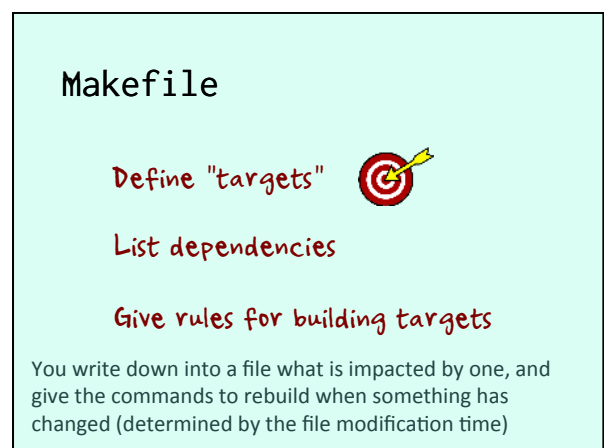 Makefile
Define "targets"
List dependencies
Give rules for building targets
You write down into a file what is impacted by one, and
give the commands to rebuild when something has
changed (determined by the file modification time)